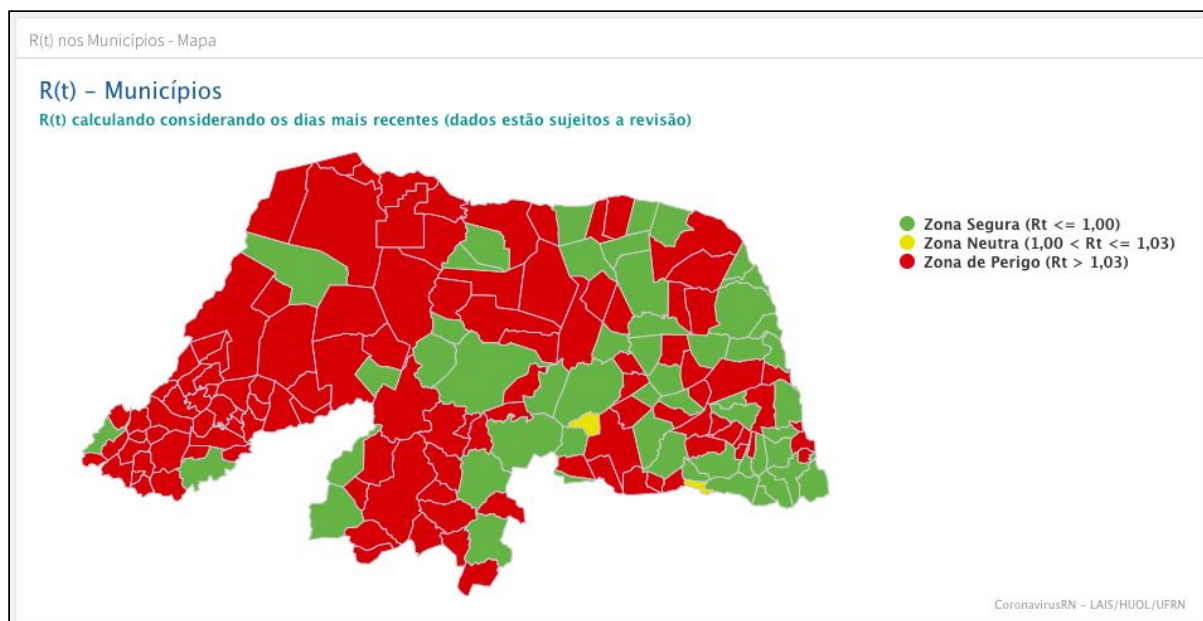 R(t) nos Municípios - Mapa
R(t) – Municípios
R(t) calculando considerando os dias mais recentes (dados estão sujeitos a revisão)
Zona Segura (Rt <= 1,00)
Zona Neutra (1,00 < Rt <= 1,03)
Zona de Perigo (Rt > 1,03)
CoronavirusRN – LAIS/HUOL/UFRN